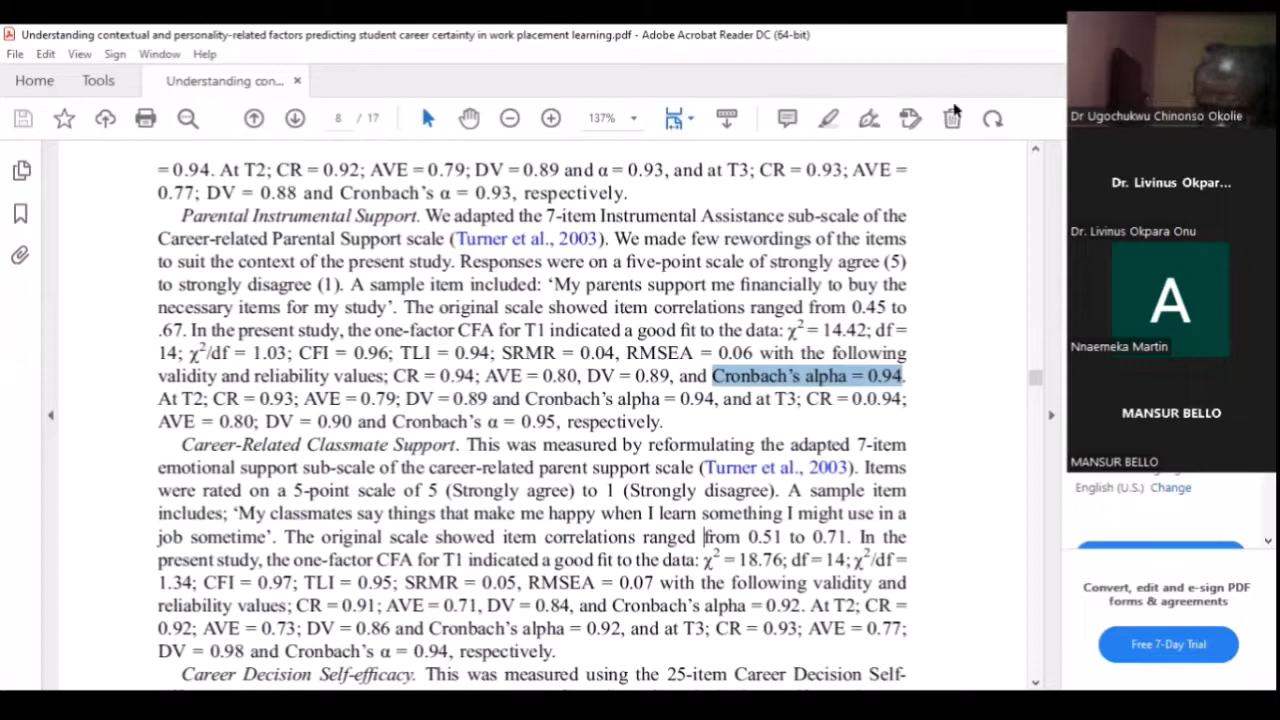 Understanding contextual and personality-related factors predicting student career certainty in work placement learning.pdf - Adobe Acrobat Reader DC (64-bit)
File Edit View Sign Window Help
Home Tools Understanding con... ×
8 / 17 137%
= 0.94. At T2; CR = 0.92; AVE = 0.79; DV = 0.89 and α = 0.93, and at T3; CR = 0.93; AVE =
0.77; DV = 0.88 and Cronbach's α = 0.93, respectively.
Parental Instrumental Support. We adapted the 7-item Instrumental Assistance sub-scale of the
Career-related Parental Support scale (Turner et al., 2003). We made few rewordings of the items
to suit the context of the present study. Responses were on a five-point scale of strongly agree (5)
to strongly disagree (1). A sample item included: 'My parents support me financially to buy the
necessary items for my study'. The original scale showed item correlations ranged from 0.45 to
.67. In the present study, the one-factor CFA for T1 indicated a good fit to the data: χ² = 14.42; df =
14; χ²/df = 1.03; CFI = 0.96; TLI = 0.94; SRMR = 0.04, RMSEA = 0.06 with the following
validity and reliability values; CR = 0.94; AVE = 0.80, DV = 0.89, and Cronbach's alpha = 0.94.
At T2; CR = 0.93; AVE = 0.79; DV = 0.89 and Cronbach's alpha = 0.94, and at T3; CR = 0.0.94;
AVE = 0.80; DV = 0.90 and Cronbach's α = 0.95, respectively.
Career-Related Classmate Support. This was measured by reformulating the adapted 7-item
emotional support sub-scale of the career-related parent support scale (Turner et al., 2003). Items
were rated on a 5-point scale of 5 (Strongly agree) to 1 (Strongly disagree). A sample item
includes; 'My classmates say things that make me happy when I learn something I might use in a
job sometime'. The original scale showed item correlations ranged from 0.51 to 0.71. In the
present study, the one-factor CFA for T1 indicated a good fit to the data: χ² = 18.76; df = 14; χ²/df =
1.34; CFI = 0.97; TLI = 0.95; SRMR = 0.05, RMSEA = 0.07 with the following validity and
reliability values; CR = 0.91; AVE = 0.71, DV = 0.84, and Cronbach's alpha = 0.92. At T2; CR =
0.92; AVE = 0.73; DV = 0.86 and Cronbach's alpha = 0.92, and at T3; CR = 0.93; AVE = 0.77;
DV = 0.98 and Cronbach's α = 0.94, respectively.
Career Decision Self-efficacy. This was measured using the 25-item Career Decision Self-
Dr Ugochukwu Chinonso Okolie
Dr. Livinus Okpar...
Dr. Livinus Okpara Onu
A
Nnaemeka Martin
MANSUR BELLO
MANSUR BELLO
English (U.S.) Change
Convert, edit and e-sign PDF
forms & agreements
Free 7-Day Trial